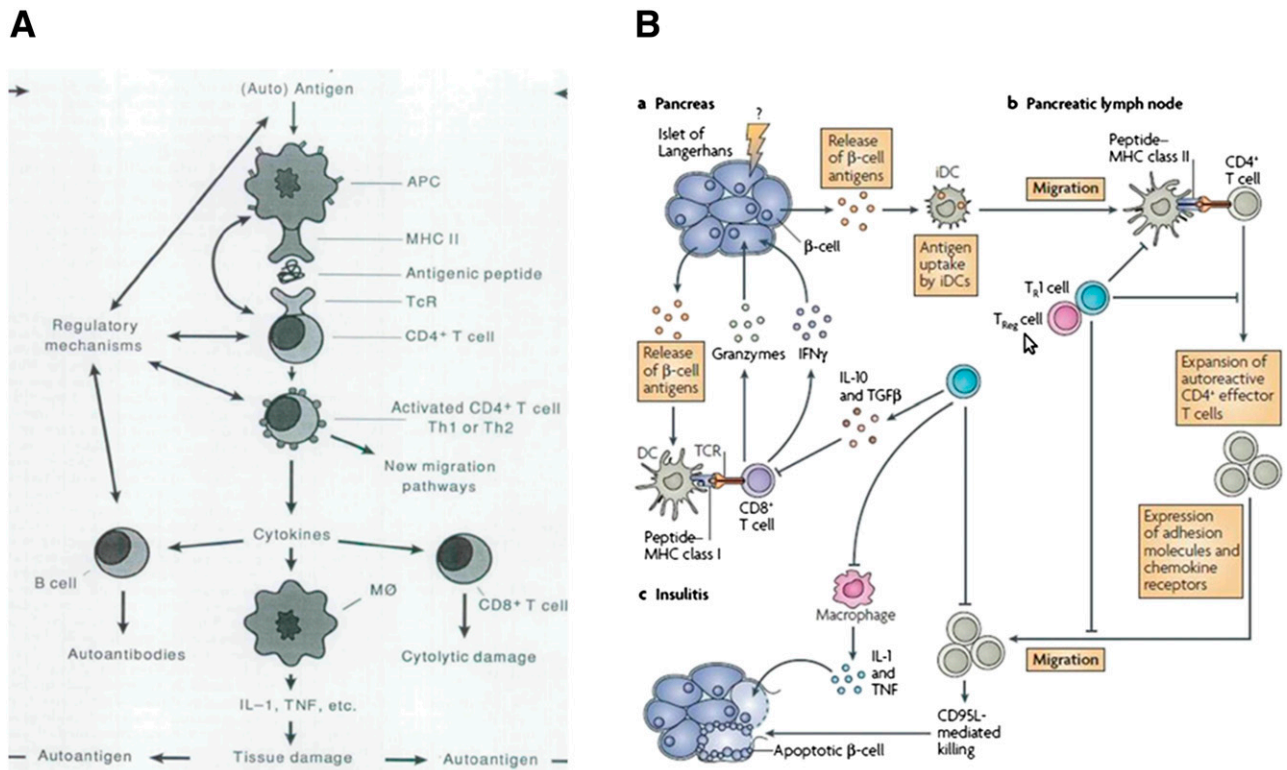 A
(Auto) Antigen
APC
MHC II
Antigenic peptide
TcR
CD4+ T cell
Regulatory
mechanisms
Activated CD4+ T cell
Th1 or Th2
New migration
pathways
Cytokines
B cell
MØ
CD8+ T cell
Autoantibodies
Cytolytic damage
IL–1, TNF, etc.
Autoantigen
Tissue damage
Autoantigen
B
a Pancreas
Islet of
Langerhans
?
β-cell
Release
of β-cell
antigens
iDC
Antigen
uptake
by iDCs
Migration
b Pancreatic lymph node
Peptide–
MHC class II
CD4+
T cell
TR1 cell
TReg cell
Expansion of
autoreactive
CD4+ effector
T cells
Expression
of adhesion
molecules and
chemokine
receptors
Migration
Release
of β-cell
antigens
Granzymes
IFNγ
IL-10
and TGFβ
DC
TCR
CD8+
T cell
Peptide–
MHC class I
c Insulitis
Macrophage
IL-1
and
TNF
CD95L-
mediated
killing
Apoptotic β-cell